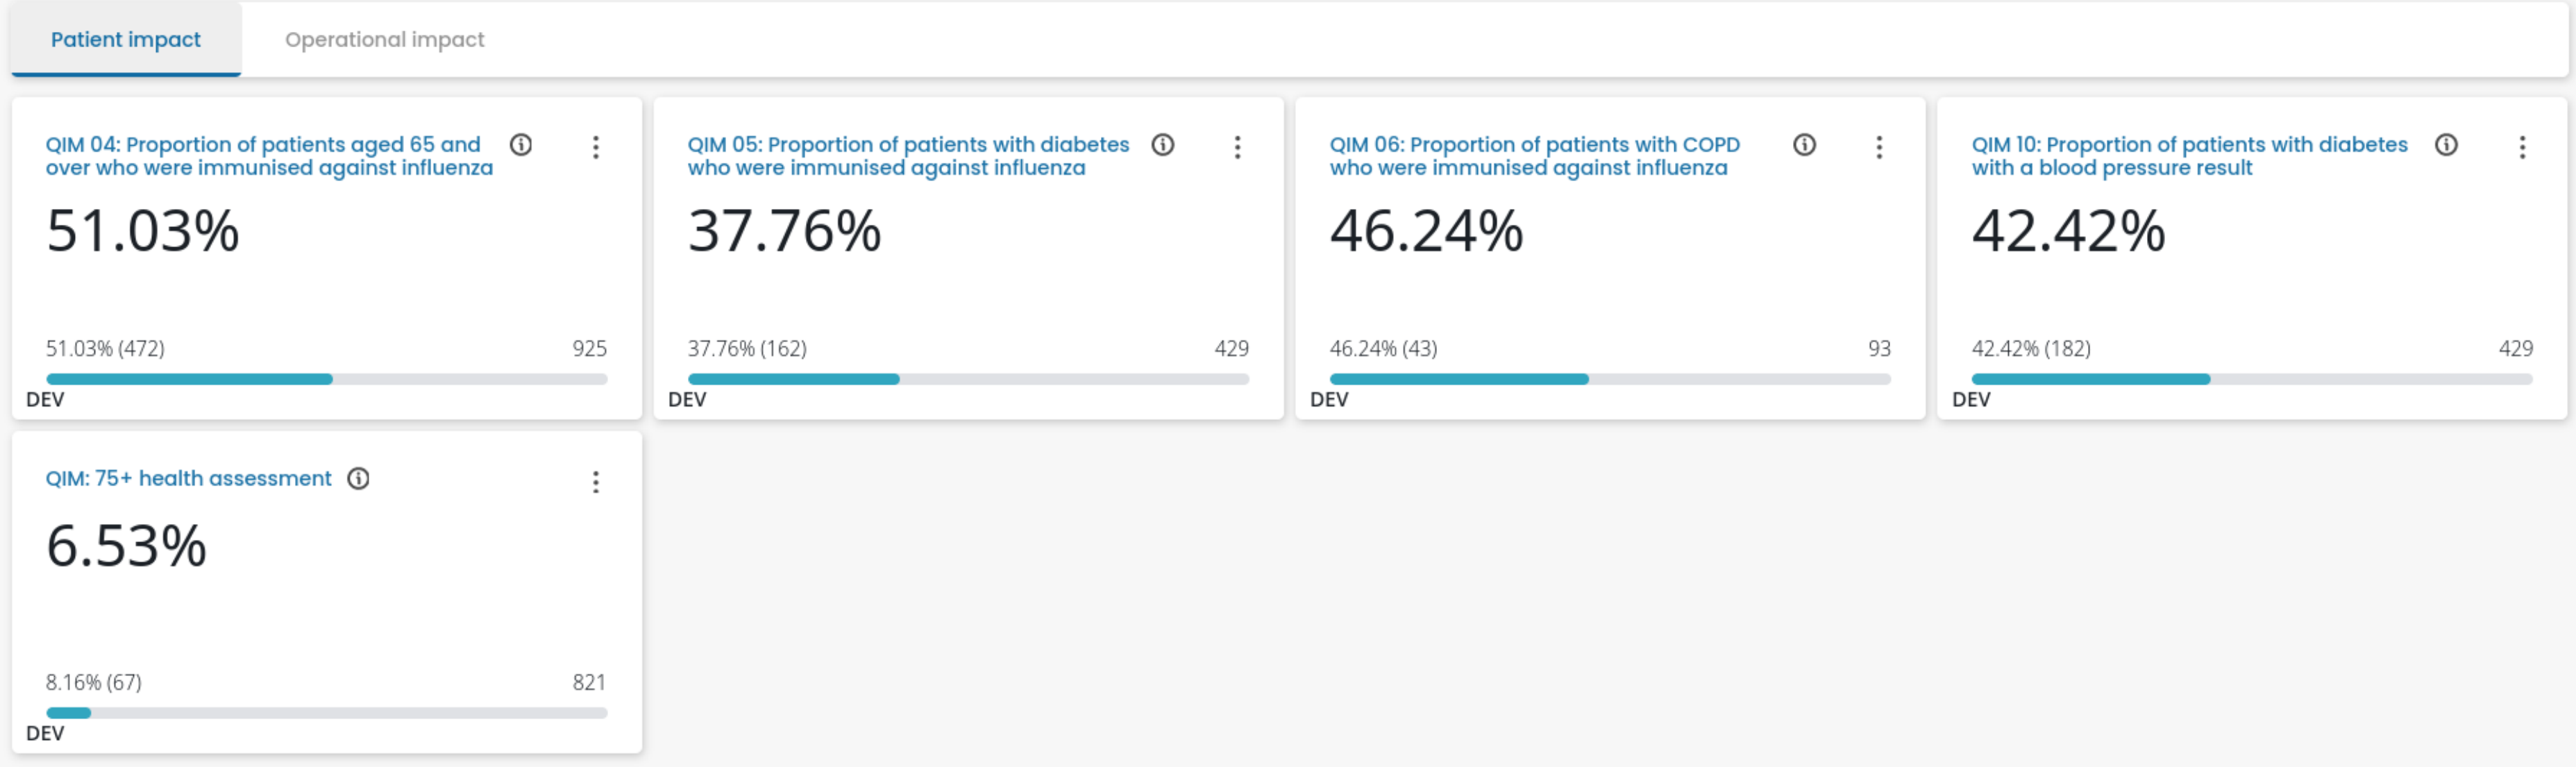 Patient impact
Operational impact
QIM 04: Proportion of patients aged 65 and
over who were immunised against influenza
51.03%
51.03% (472)
925
DEV
QIM 05: Proportion of patients with diabetes
who were immunised against influenza
37.76%
37.76% (162)
429
DEV
QIM 06: Proportion of patients with COPD
who were immunised against influenza
46.24%
46.24% (43)
93
DEV
QIM 10: Proportion of patients with diabetes
with a blood pressure result
42.42%
42.42% (182)
429
DEV
QIM: 75+ health assessment
6.53%
8.16% (67)
821
DEV